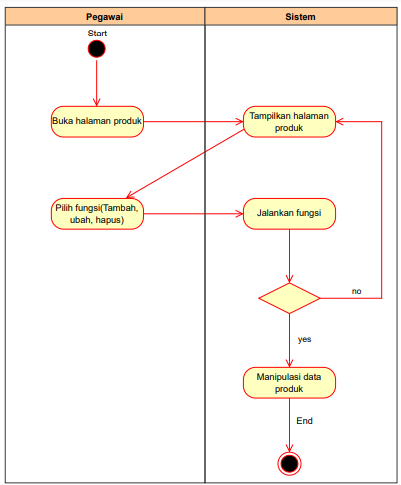 Pegawai
Sistem
Start
Buka halaman produk
Tampilkan halaman
produk
Pilih fungsi(Tambah,
ubah, hapus)
Jalankan fungsi
no
yes
Manipulasi data
produk
End